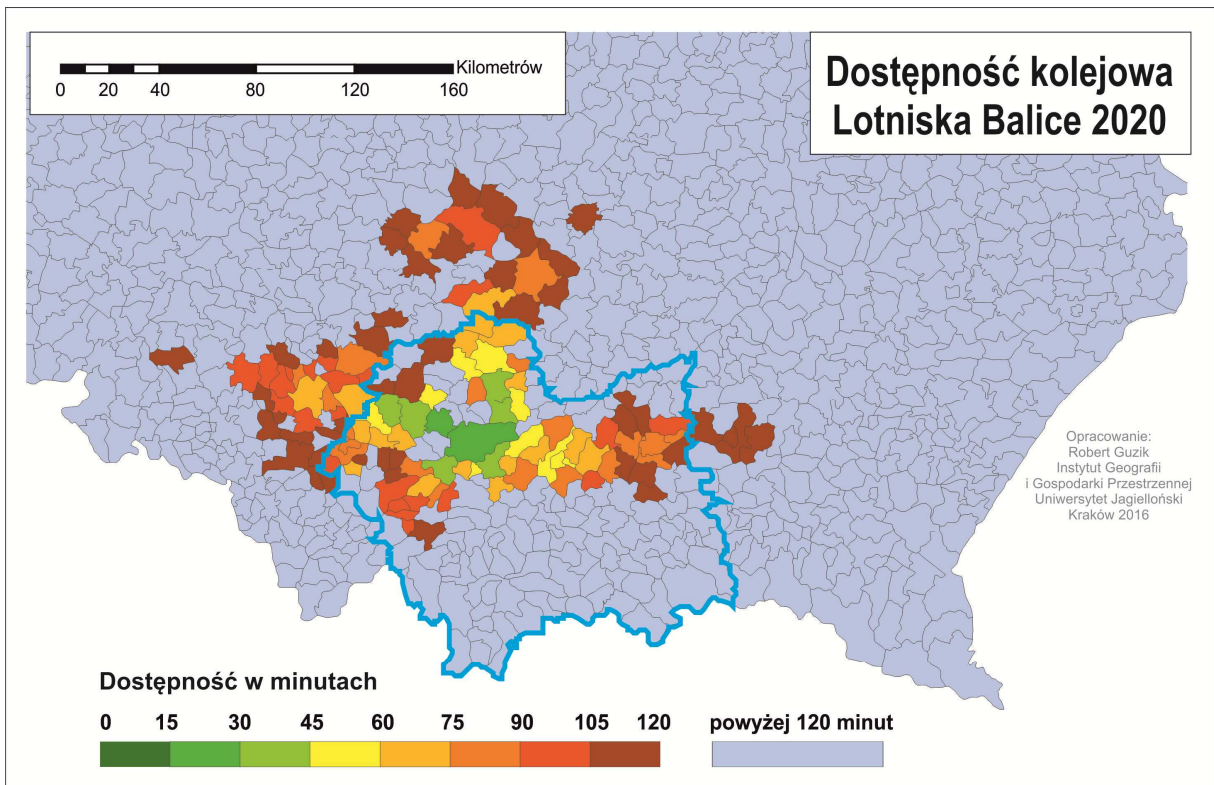 Kilometrów
0 20 40 80 120 160
Dostępność kolejowa
Lotniska Balice 2020
Opracowanie:
Robert Guzik
Instytut Geografii
i Gospodarki Przestrzennej
Uniwersytet Jagielloński
Kraków 2016
Dostępność w minutach
0 15 30 45 60 75 90 105 120 powyżej 120 minut